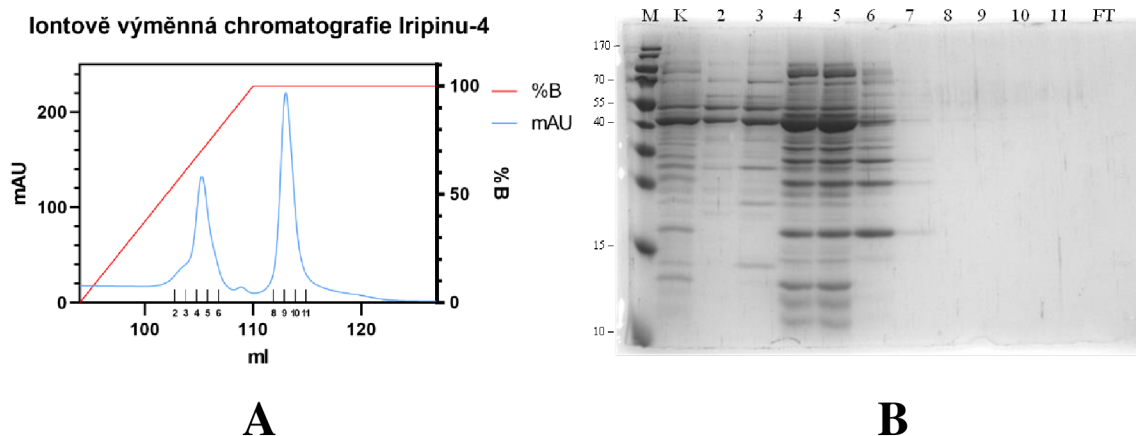 Iontově výměnná chromatografie Iripinu-4
200
100
0
mAU
100
50
0
%B
%B
mAU
2 3 4 5 6 8 9 10 11
100 110 120
ml
A
M K 2 3 4 5 6 7 8 9 10 11 FT
170
70
55
40
15
10
B